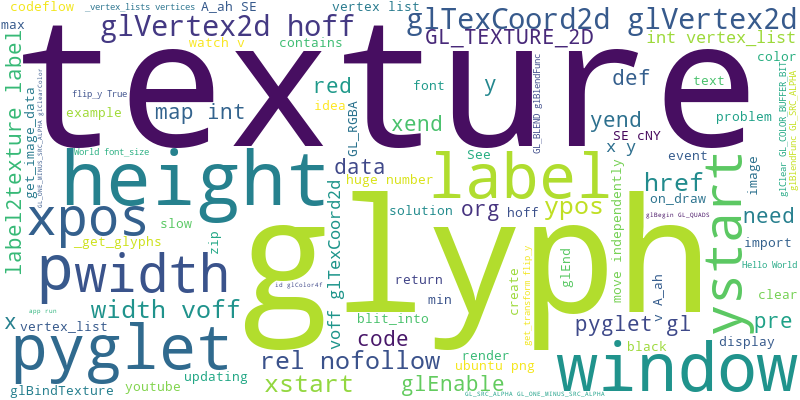 codeflow
_vertex_lists vertices
A_ah SE
vertex list
max
glVertex2d hoff
glTexCoord2d glVertex2d
watch v
contains
GL_TEXTURE_2D
int vertex_list
texture
label2texture label
get_image_data
GL_ONE_MINUS_SRC_ALPHA glClearColor
flip_y True
red
font
y
def
text
color
GL_BLEND glBlendFunc
glClear GL_COLOR_BUFFER_BIT
glBlendFunc GL_SRC_ALPHA
example
map int
idea
GL_RGBA
xend
yend
problem
SE cNY
x y
World font_size
height
data
See
event
image
label
huge number
href
on_draw
xpos
slow
_get_glyphs
zip
solution
org
hoff
ypos
glBegin GL_QUADS
need
import
glyph
voff glTexCoord2d
move independently
ystart
pwidth
id glColor4f
return
min
create
get_transform flip_y
glEnd
v A_ah
Hello World
clear
app run
width voff
x
vertex_list
blit_into
code
pyglet gl
pre
black
display
pyglet
rel nofollow
render
ubuntu png
window
glBindTexture
youtube
updating
xstart
glEnable
GL_SRC_ALPHA GL_ONE_MINUS_SRC_ALPHA